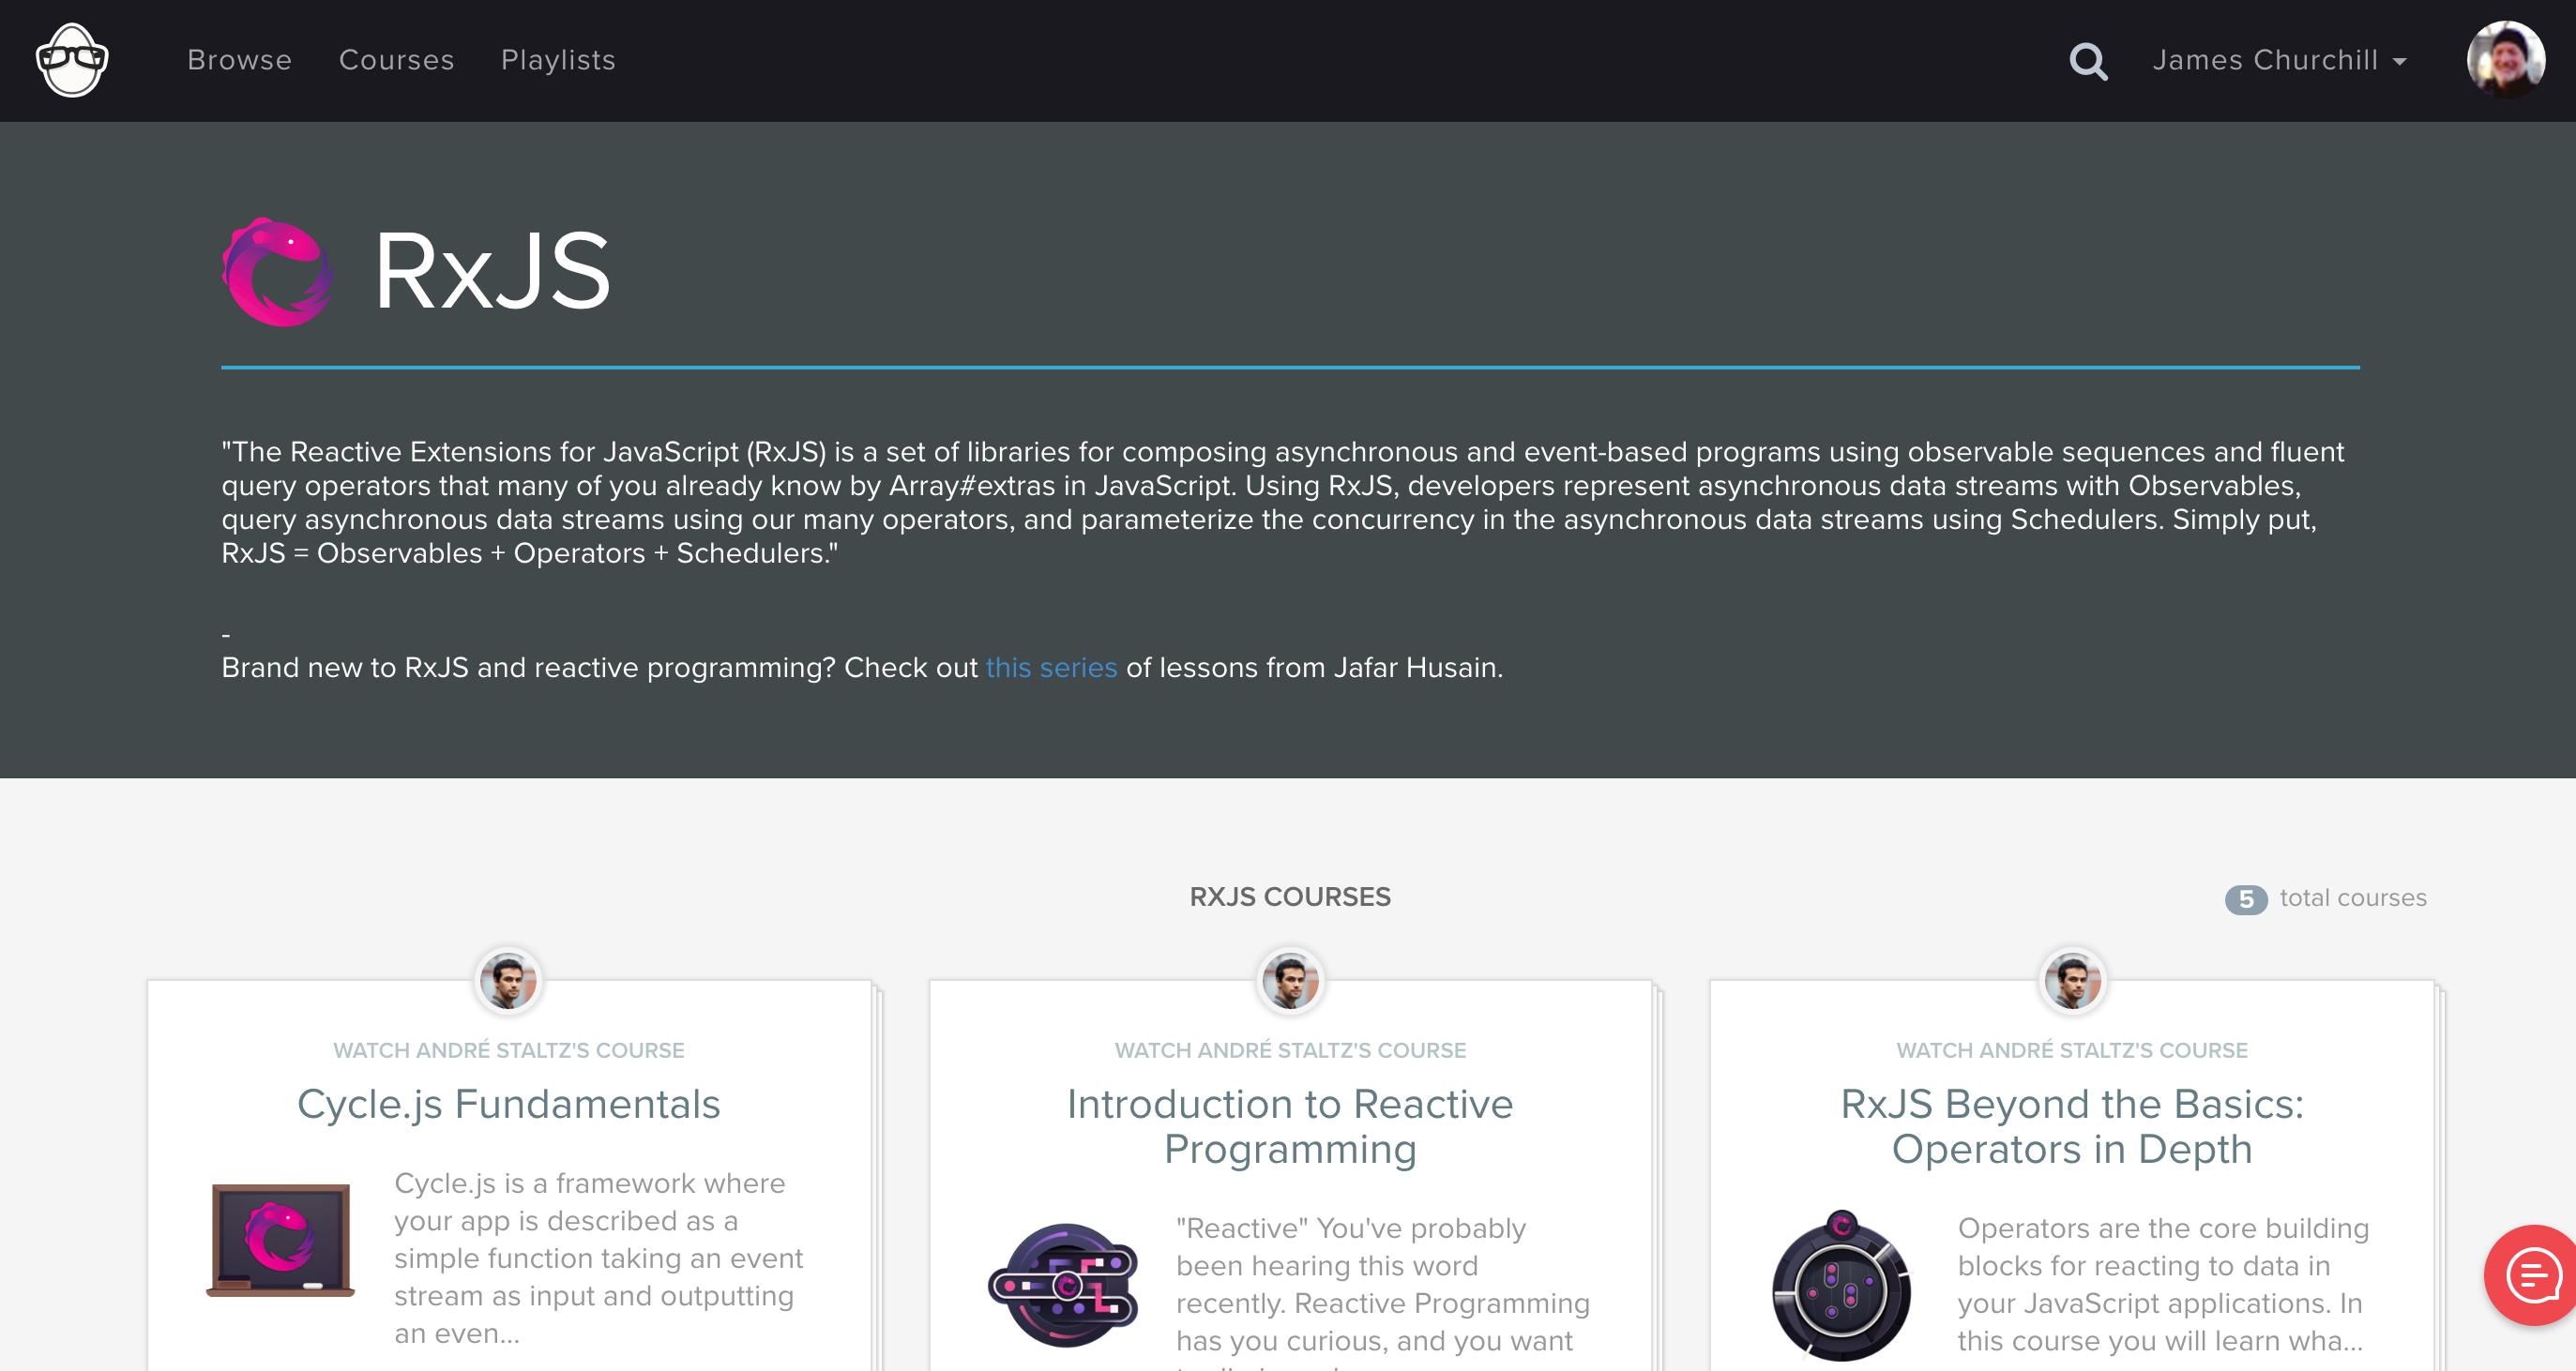 Browse Courses Playlists James Churchill
RxJS
"The Reactive Extensions for JavaScript (RxJS) is a set of libraries for composing asynchronous and event-based programs using observable sequences and fluent
query operators that many of you already know by Array#extras in JavaScript. Using RxJS, developers represent asynchronous data streams with Observables,
query asynchronous data streams using our many operators, and parameterize the concurrency in the asynchronous data streams using Schedulers. Simply put,
RxJS = Observables + Operators + Schedulers."
-
Brand new to RxJS and reactive programming? Check out this series of lessons from Jafar Husain.
RXJS COURSES
5 total courses
WATCH ANDRÉ STALTZ'S COURSE
Cycle.js Fundamentals
Cycle.js is a framework where
your app is described as a
simple function taking an event
stream as input and outputting
an even...
WATCH ANDRÉ STALTZ'S COURSE
Introduction to Reactive
Programming
"Reactive" You've probably
been hearing this word
recently. Reactive Programming
has you curious, and you want
WATCH ANDRÉ STALTZ'S COURSE
RxJS Beyond the Basics:
Operators in Depth
Operators are the core building
blocks for reacting to data in
your JavaScript applications. In
this course you will learn wha...